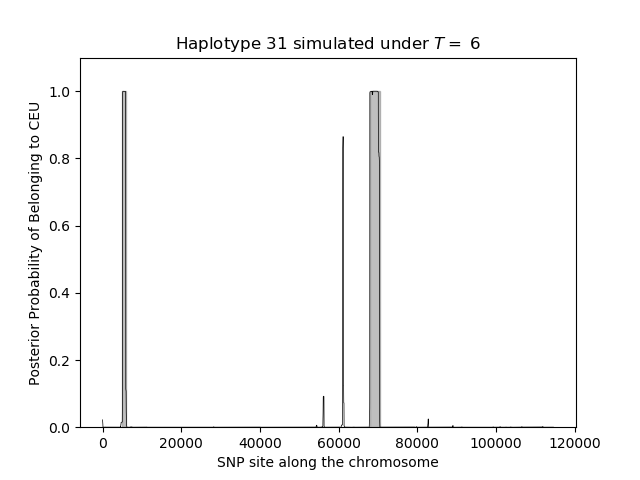 Haplotype 31 simulated under T = 6
Posterior Probability of Belonging to CEU
1.0
0.8
0.6
0.4
0.2
0.0
0 20000 40000 60000 80000 100000 120000
SNP site along the chromosome